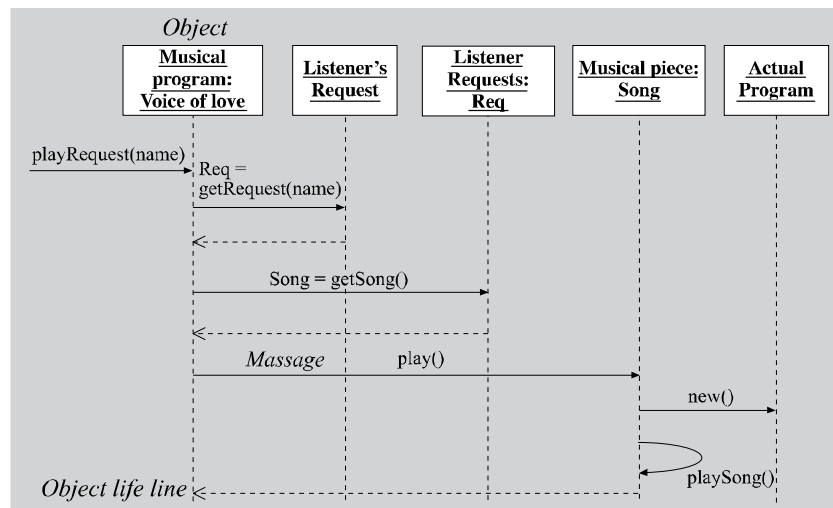 Object
Musical
program:
Voice of love
Listener's
Request
Listener
Requests:
Req
Musical piece:
Song
Actual
Program
playRequest(name)
Req =
getRequest(name)
Song = getSong()
Massage
play()
new()
playSong()
Object life line